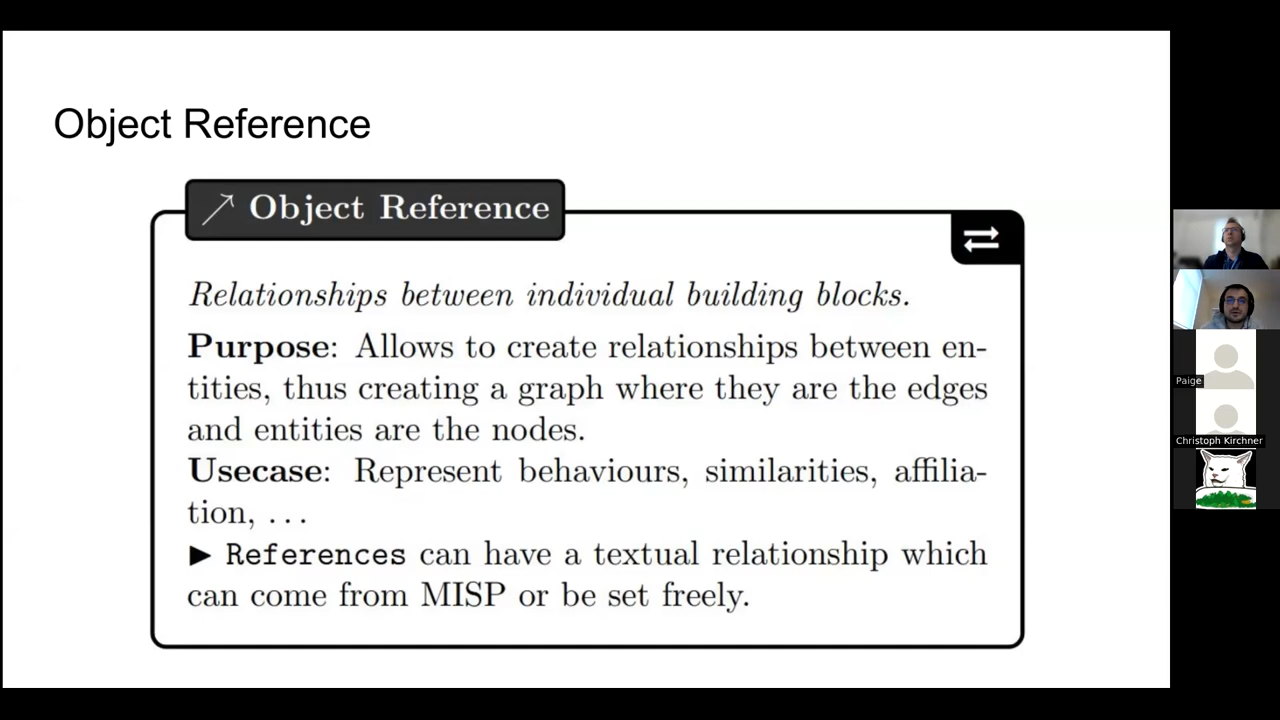 Object Reference
↗ Object Reference
Relationships between individual building blocks.
Purpose: Allows to create relationships between en-
tities, thus creating a graph where they are the edges
and entities are the nodes.
Usecase: Represent behaviours, similarities, affilia-
tion, ...
▶ References can have a textual relationship which
can come from MISP or be set freely.
Paige
Christoph Kirchner